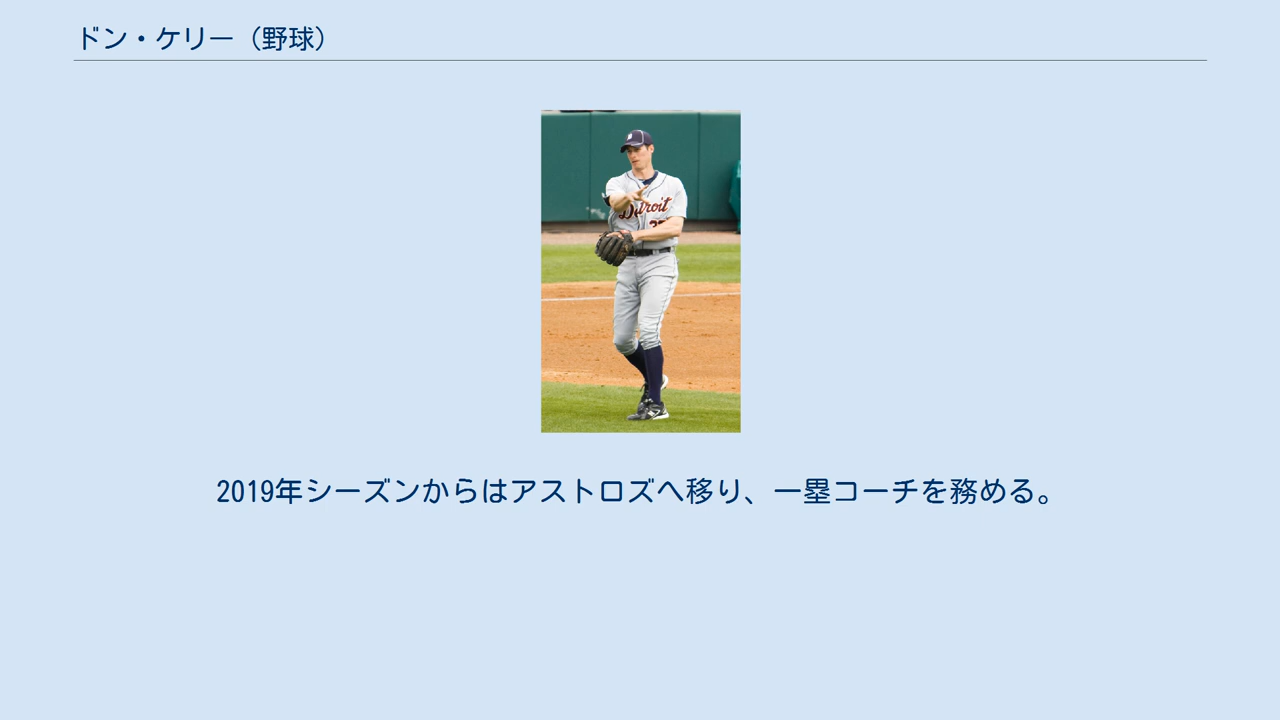 ドン・ケリー（野球）
Detroit
2019年シーズンからはアストロズへ移り、一塁コーチを務める。